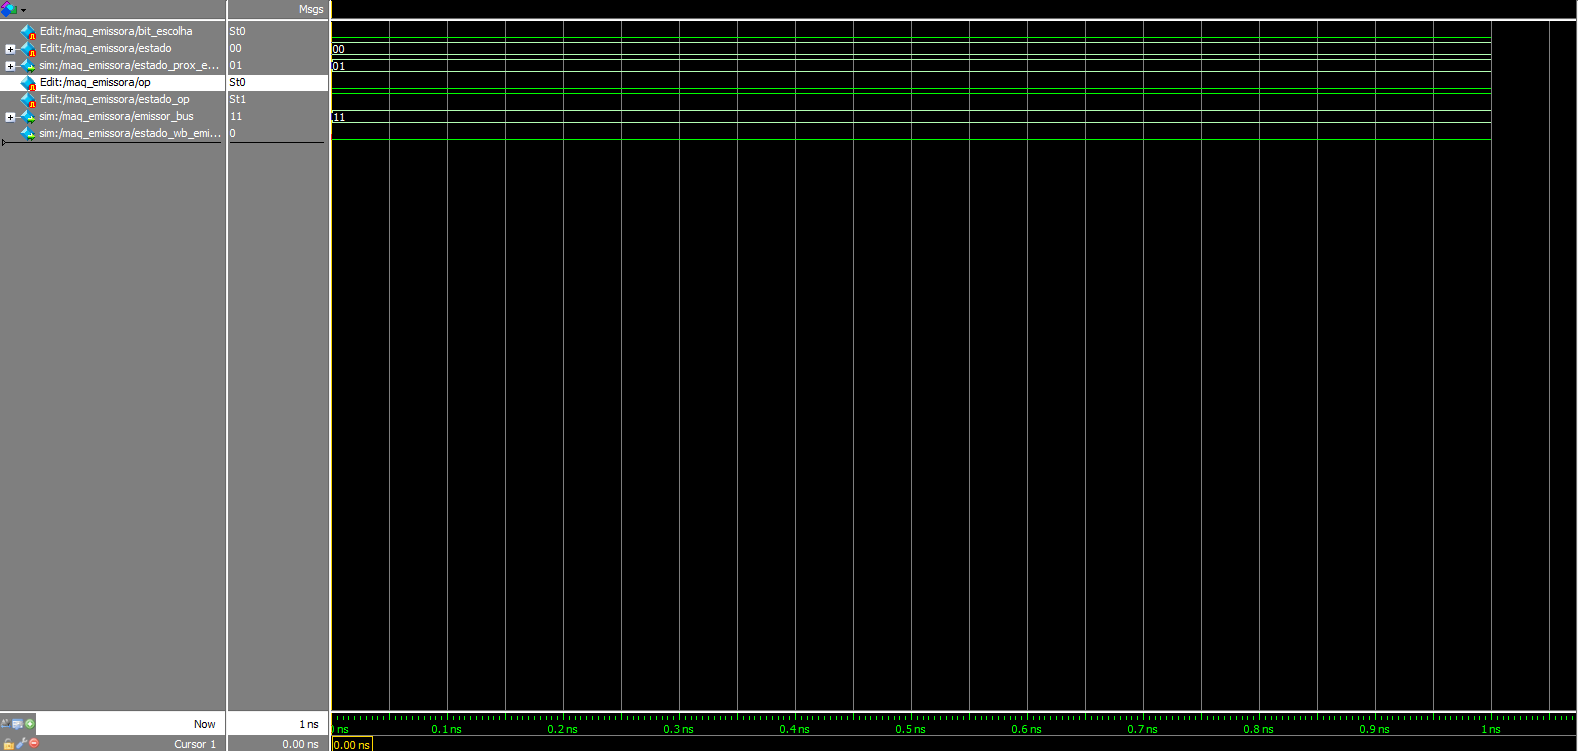 Msgs
Edit:/maq_emissora/bit_escolha St0
Edit:/maq_emissora/estado 00 00
sim:/maq_emissora/estado_prox_e... 01 01
Edit:/maq_emissora/op St0
Edit:/maq_emissora/estado_op St1
sim:/maq_emissora/emissor_bus 11 11
sim:/maq_emissora/estado_wb_emi... 0
Now 1 ns ns 0.1 ns 0.2 ns 0.3 ns 0.4 ns 0.5 ns 0.6 ns 0.7 ns 0.8 ns 0.9 ns 1 ns
Cursor 1 0.00 ns 0.00 ns